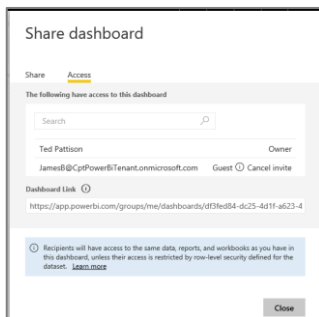 Share dashboard
Share Access
The following have access to this dashboard
Search
Ted Pattison Owner
JamesB@CptPowerBiTenant.onmicrosoft.com Guest Cancel invite
Dashboard Link
https://app.powerbi.com/groups/me/dashboards/df3fed84-dc25-4d1f-a623-4
Recipients will have access to the same data, reports, and workbooks as you have in
this dashboard, unless their access is restricted by row-level security defined for the
dataset. Learn more
Close